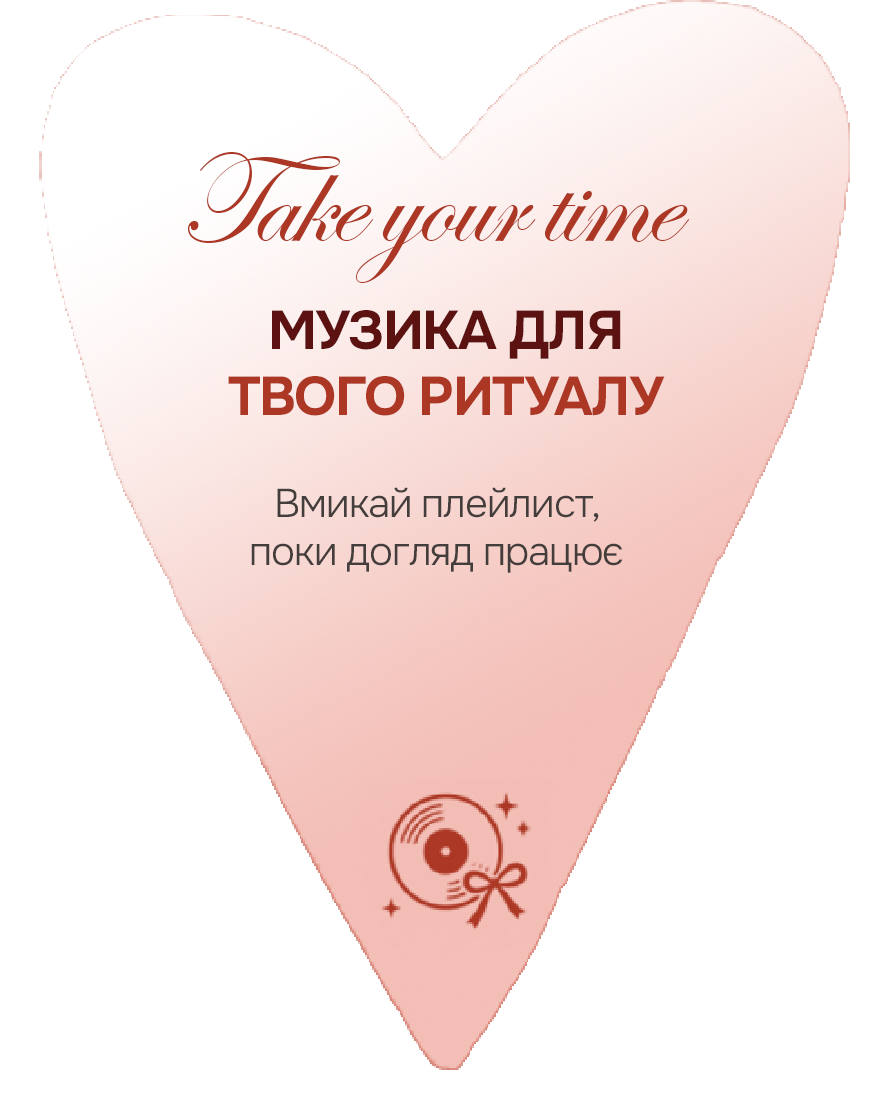 Take your time
МУЗИКА ДЛЯ
ТВОГО РИТУАЛУ
Вмикай плейлист,
поки догляд працює